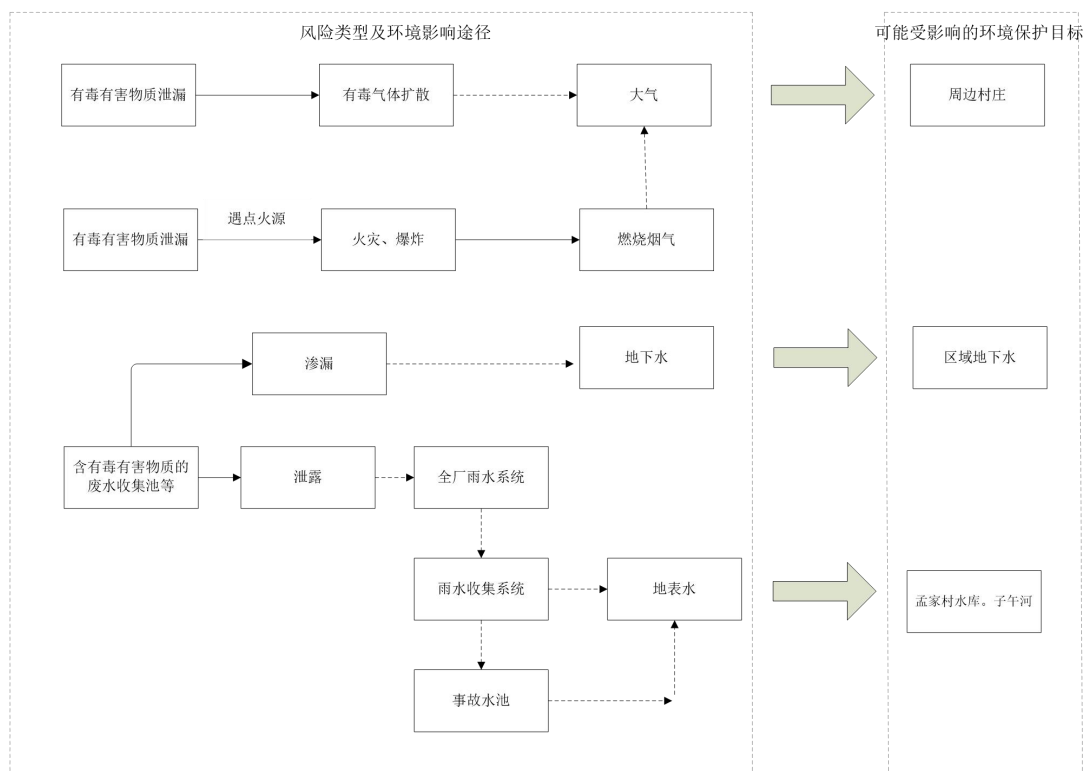 风险类型及环境影响途径
可能受影响的环境保护目标
有毒有害物质泄漏
有毒气体扩散
大气
周边村庄
有毒有害物质泄漏
遇点火源
火灾、爆炸
燃烧烟气
渗漏
地下水
区域地下水
含有毒有害物质的
废水收集池等
泄露
全厂雨水系统
雨水收集系统
地表水
孟家村水库。子午河
事故水池